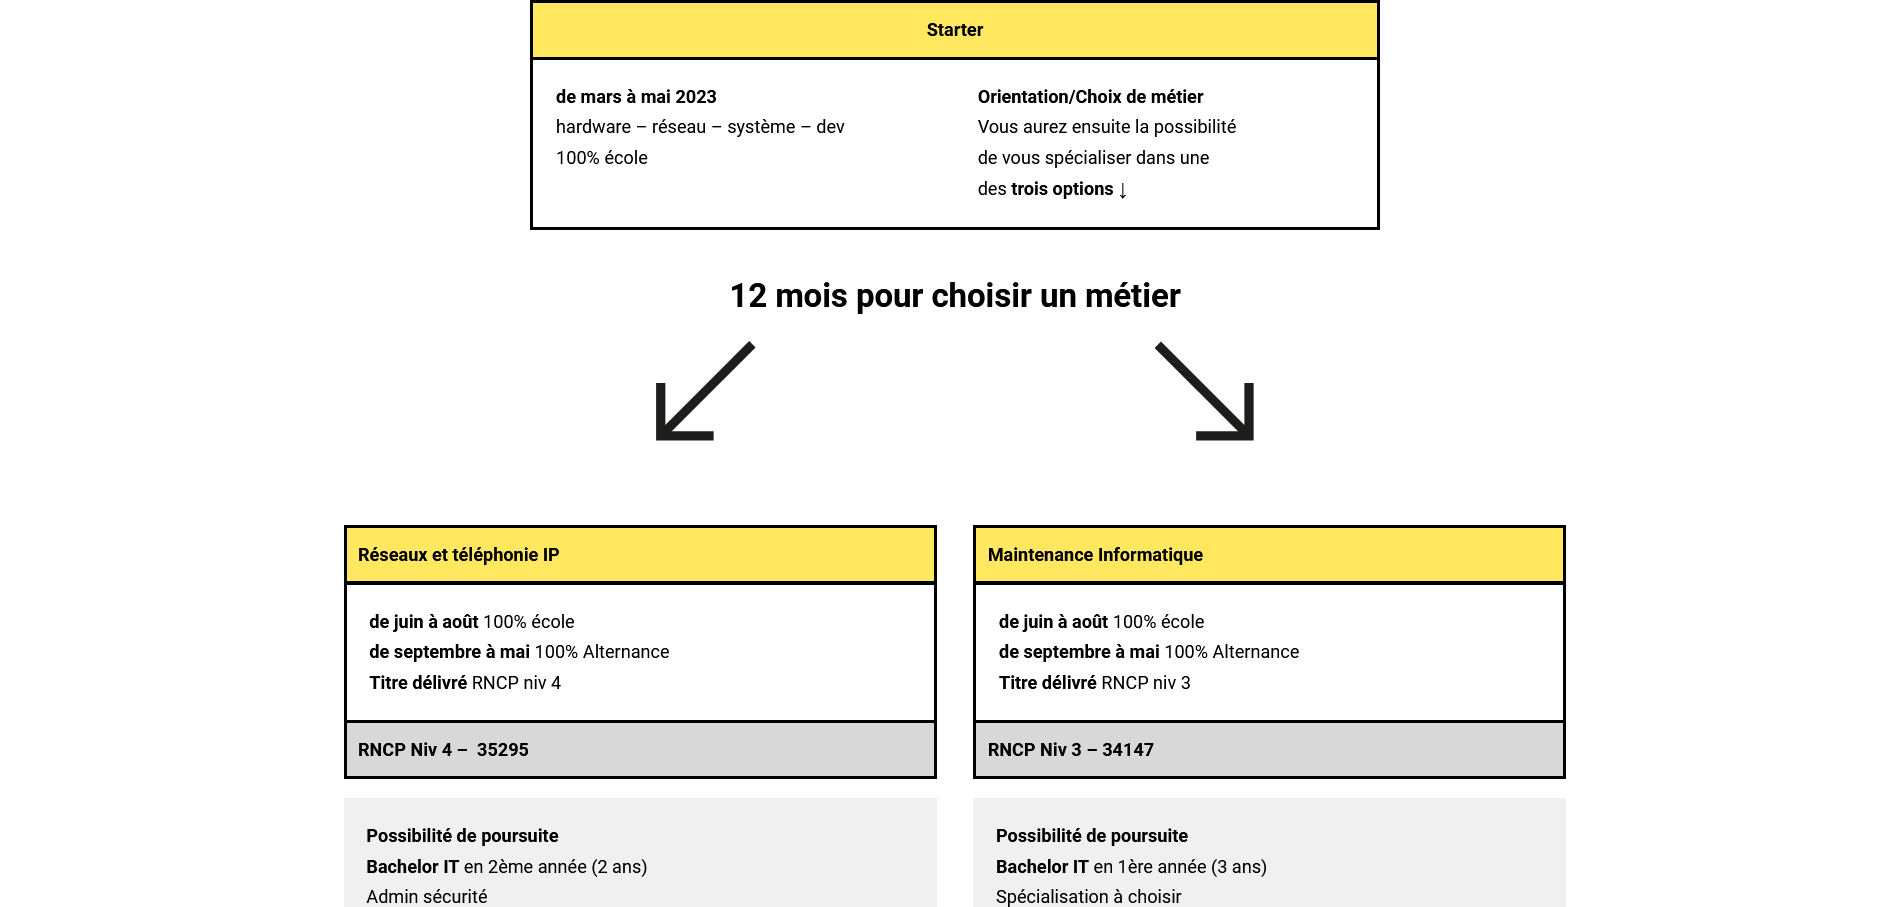 Starter
de mars à mai 2023
hardware – réseau – système – dev
100% école
Orientation/Choix de métier
Vous aurez ensuite la possibilité
de vous spécialiser dans une
des trois options ↓
12 mois pour choisir un métier
Réseaux et téléphonie IP
de juin à août 100% école
de septembre à mai 100% Alternance
Titre délivré RNCP niv 4
RNCP Niv 4 –  35295
Possibilité de poursuite
Bachelor IT en 2ème année (2 ans)
Admin sécurité
Maintenance Informatique
de juin à août 100% école
de septembre à mai 100% Alternance
Titre délivré RNCP niv 3
RNCP Niv 3 – 34147
Possibilité de poursuite
Bachelor IT en 1ère année (3 ans)
Spécialisation à choisir